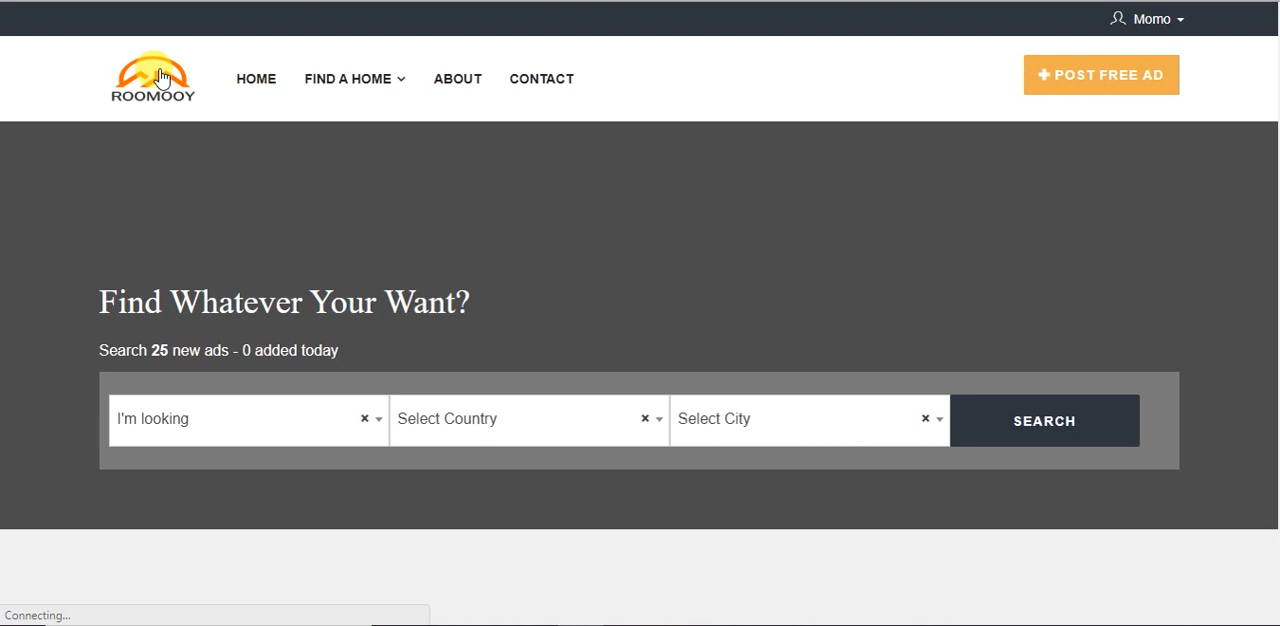 Momo
ROOMOOY
HOME FIND A HOME ABOUT CONTACT
POST FREE AD
Find Whatever Your Want?
Search 25 new ads - 0 added today
I'm looking × Select Country × Select City × SEARCH
Connecting...